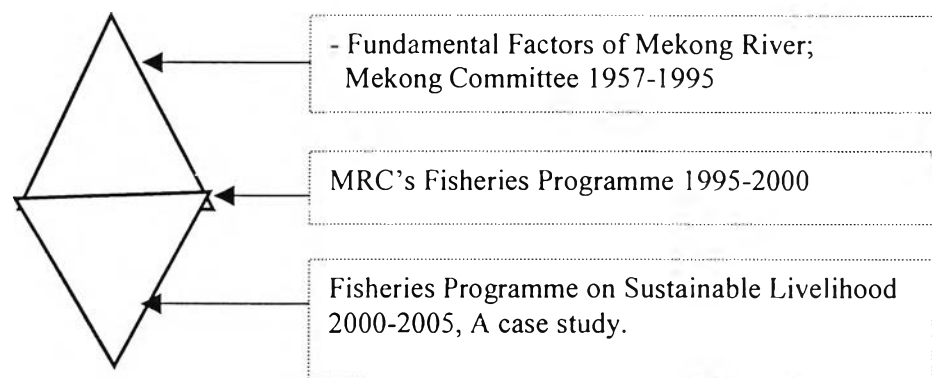 - Fundamental Factors of Mekong River;
Mekong Committee 1957-1995
MRC's Fisheries Programme 1995-2000
Fisheries Programme on Sustainable Livelihood
2000-2005, A case study.